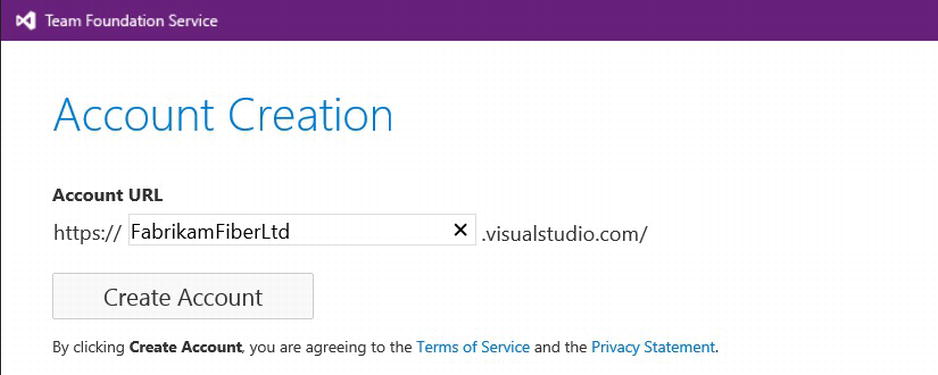 Team Foundation Service
Account Creation
Account URL
https:// FabrikamFiberLtd .visualstudio.com/
Create Account
By clicking Create Account, you are agreeing to the Terms of Service and the Privacy Statement.